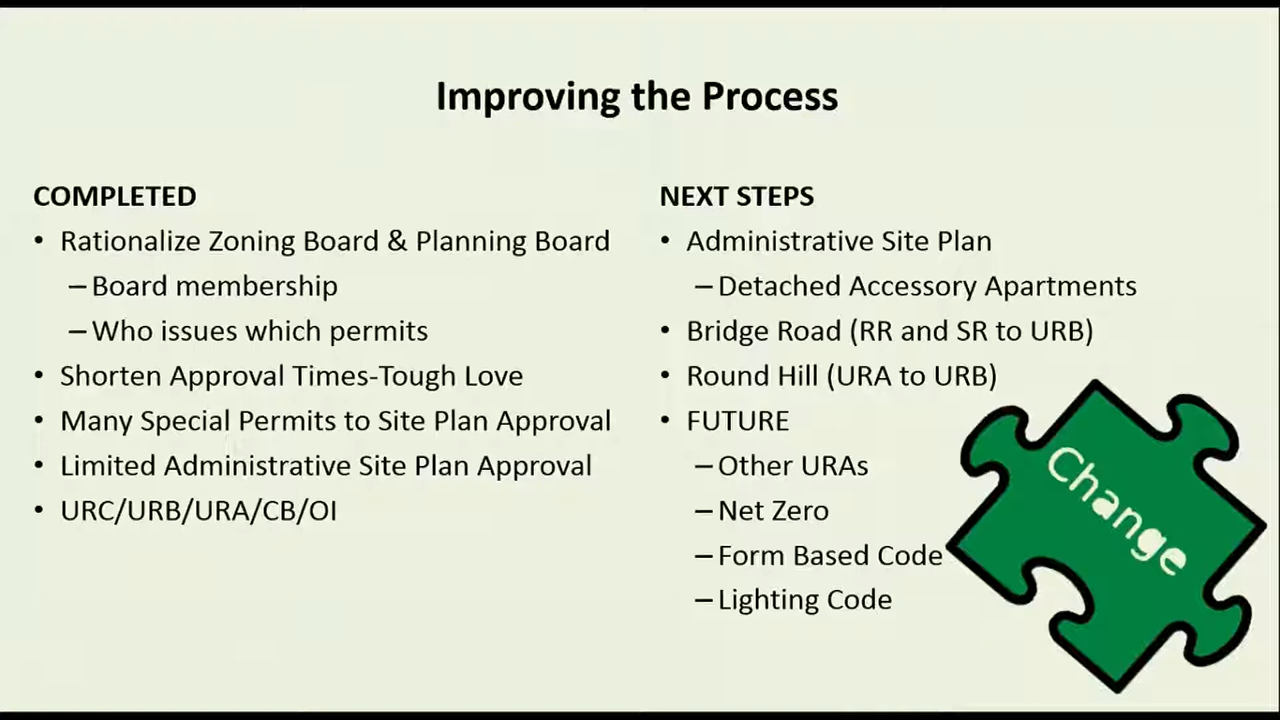 Improving the Process
COMPLETED
• Rationalize Zoning Board & Planning Board
– Board membership
– Who issues which permits
• Shorten Approval Times-Tough Love
• Many Special Permits to Site Plan Approval
• Limited Administrative Site Plan Approval
• URC/URB/URA/CB/OI
NEXT STEPS
• Administrative Site Plan
– Detached Accessory Apartments
• Bridge Road (RR and SR to URB)
• Round Hill (URA to URB)
• FUTURE
– Other URAs
– Net Zero
– Form Based Code
– Lighting Code
Change